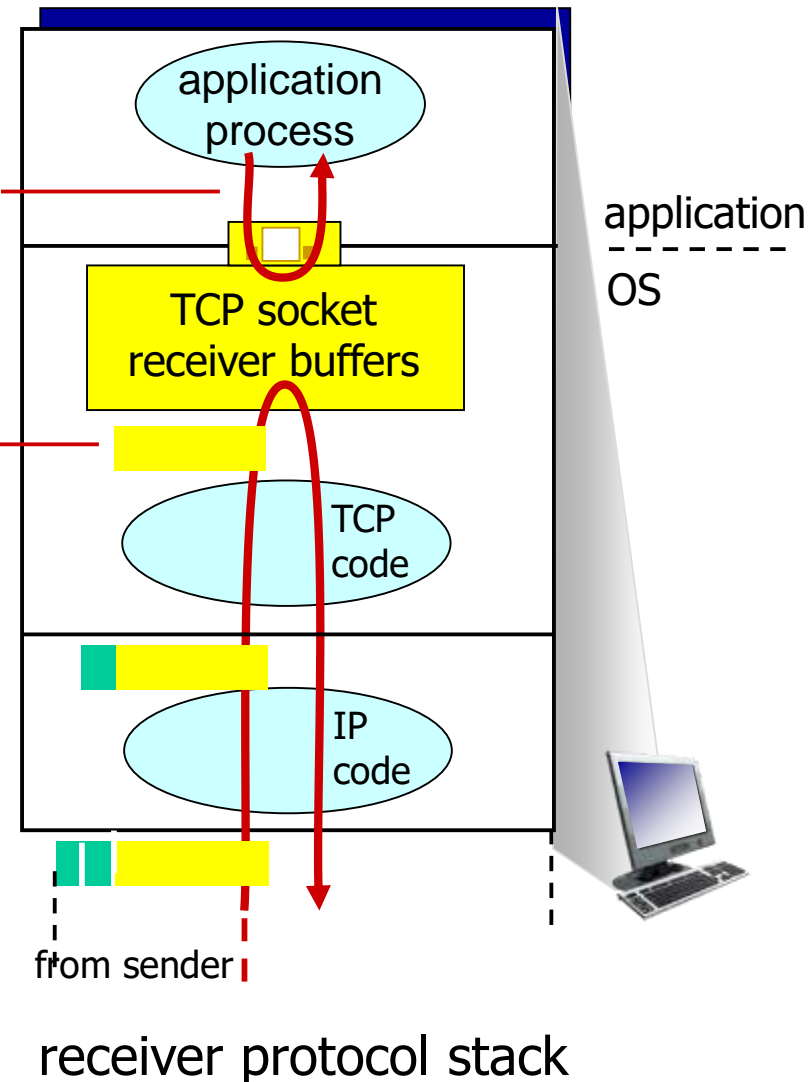 application
process
application
OS
TCP socket
receiver buffers
TCP
code
IP
code
from sender
receiver protocol stack